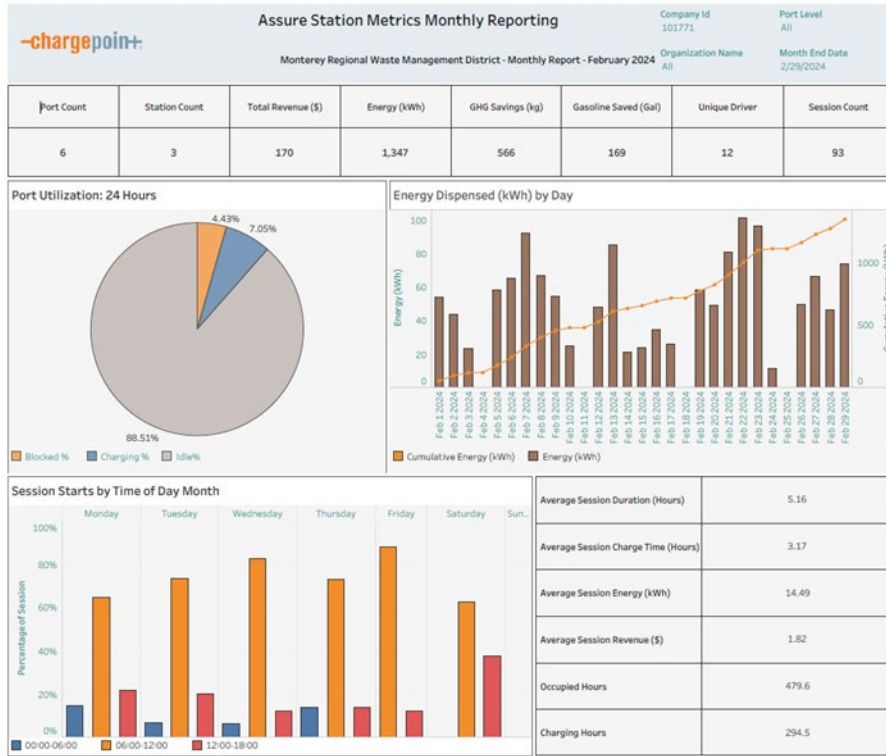 -chargepoin+.
Assure Station Metrics Monthly Reporting
Monterey Regional Waste Management District - Monthly Report - February 2024
Company Id
101771
Port Level
All
Organization Name
All
Month End Date
2/29/2024
Port Count
Station Count
Total Revenue ($)
Energy (kWh)
GHG Savings (kg)
Gasoline Saved (Gal)
Unique Driver
Session Count
6
3
170
1,347
566
169
12
93
Port Utilization: 24 Hours
4.43%
7.05%
88.51%
Blocked %
Charging %
Idle%
Energy Dispensed (kWh) by Day
Energy (kWh)
100
80
60
40
20
0
1000
500
0
Feb 1 2024
Feb 2 2024
Feb 3 2024
Feb 4 2024
Feb 5 2024
Feb 6 2024
Feb 7 2024
Feb 8 2024
Feb 9 2024
Feb 10 2024
Feb 11 2024
Feb 12 2024
Feb 13 2024
Feb 14 2024
Feb 15 2024
Feb 16 2024
Feb 17 2024
Feb 18 2024
Feb 19 2024
Feb 20 2024
Feb 21 2024
Feb 22 2024
Feb 23 2024
Feb 24 2024
Feb 25 2024
Feb 26 2024
Feb 27 2024
Feb 28 2024
Feb 29 2024
Cumulative Energy (kWh)
Energy (kWh)
Session Starts by Time of Day Month
Monday
Tuesday
Wednesday
Thursday
Friday
Saturday
Sun...
Percentage of Session
100%
80%
60%
40%
20%
0%
00:00-06:00
06:00-12:00
12:00-18:00
Average Session Duration (Hours)
5.16
Average Session Charge Time (Hours)
3.17
Average Session Energy (kWh)
14.49
Average Session Revenue ($)
1.82
Occupied Hours
479.6
Charging Hours
294.5